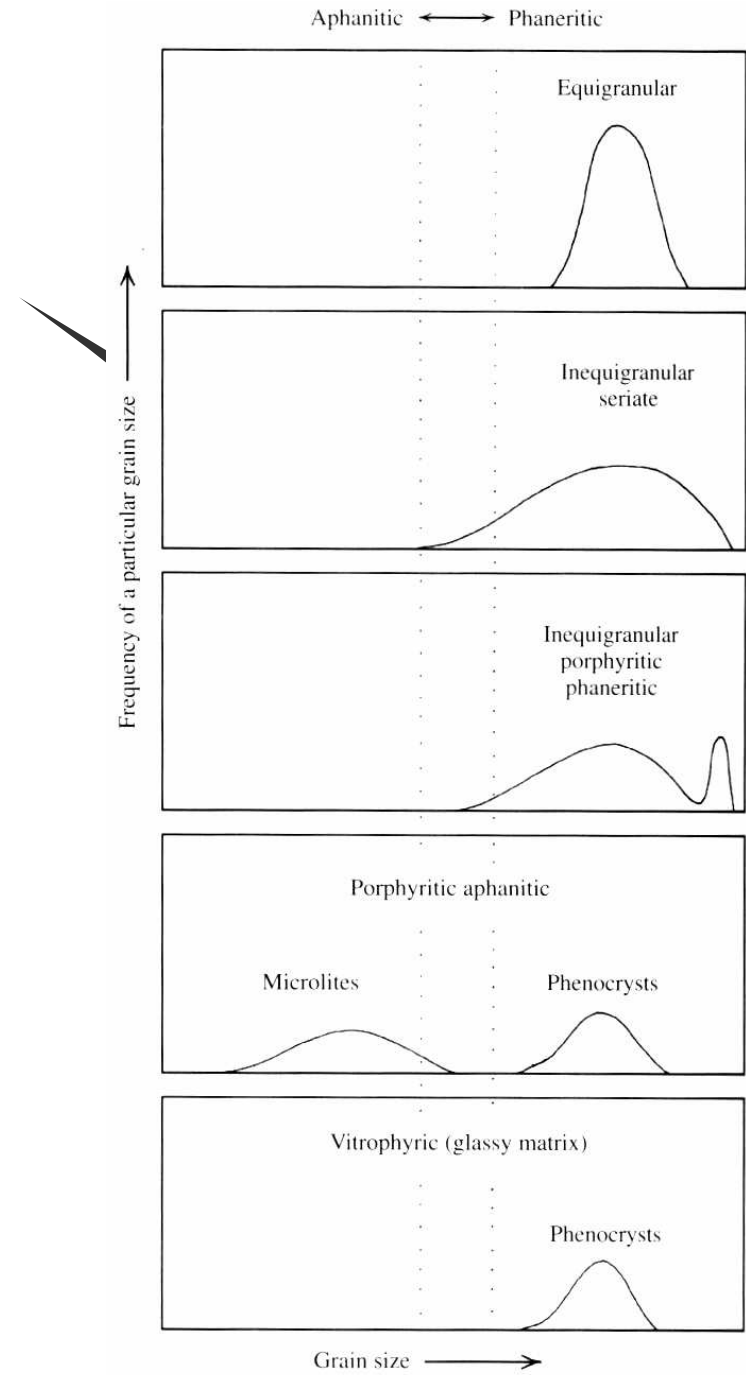 Aphanitic Phaneritic
Equigranular
Inequigranular
seriate
Frequency of a particular grain size
Inequigranular
porphyritic
phaneritic
Porphyritic aphanitic
Microlites Phenocrysts
Vitrophyric (glassy matrix)
Phenocrysts
Grain size